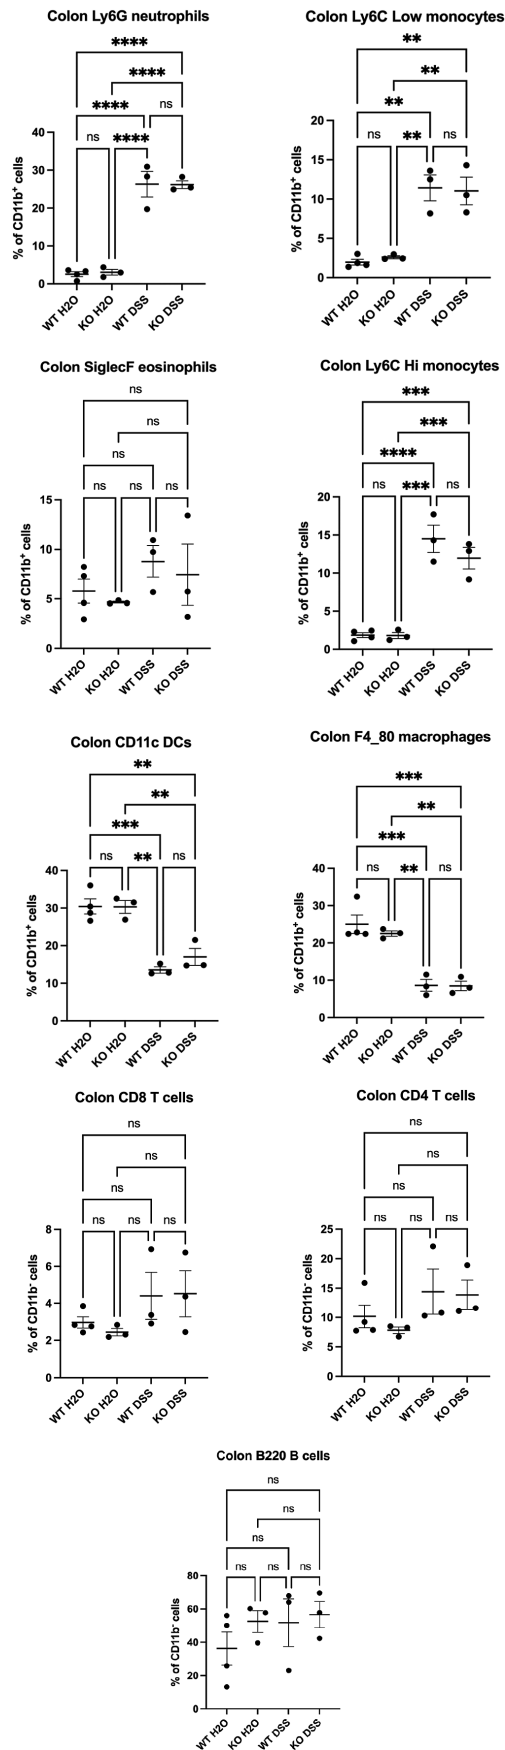 Colon Ly6G neutrophils
****
****
**** ns
ns ****
40
30
20
10
0
% of CD11b+ cells
WT H2O
KO H2O
WT DSS
KO DSS
Colon Ly6C Low monocytes
**
**
**
ns ** ns
20
15
10
5
0
% of CD11b+ cells
WT H2O
KO H2O
WT DSS
KO DSS
Colon SiglecF eosinophils
ns
ns
ns
ns ns ns
15
10
5
0
% of CD11b+ cells
WT H2O
KO H2O
WT DSS
KO DSS
Colon Ly6C Hi monocytes
***
***
****
ns *** ns
20
15
10
5
0
% of CD11b+ cells
WT H2O
KO H2O
WT DSS
KO DSS
Colon CD11c DCs
**
**
***
ns ** ns
40
30
20
10
0
% of CD11b+ cells
WT H2O
KO H2O
WT DSS
KO DSS
Colon F4_80 macrophages
***
**
***
ns ** ns
40
30
20
10
0
% of CD11b+ cells
WT H2O
KO H2O
WT DSS
KO DSS
Colon CD8 T cells
ns
ns
ns
ns ns ns
8
6
4
2
0
% of CD11b- cells
WT H2O
KO H2O
WT DSS
KO DSS
Colon CD4 T cells
ns
ns
ns
ns ns ns
25
20
15
10
5
0
% of CD11b- cells
WT H2O
KO H2O
WT DSS
KO DSS
Colon B220 B cells
ns
ns
ns
ns ns ns
80
60
40
20
0
% of CD11b- cells
WT H2O
KO H2O
WT DSS
KO DSS